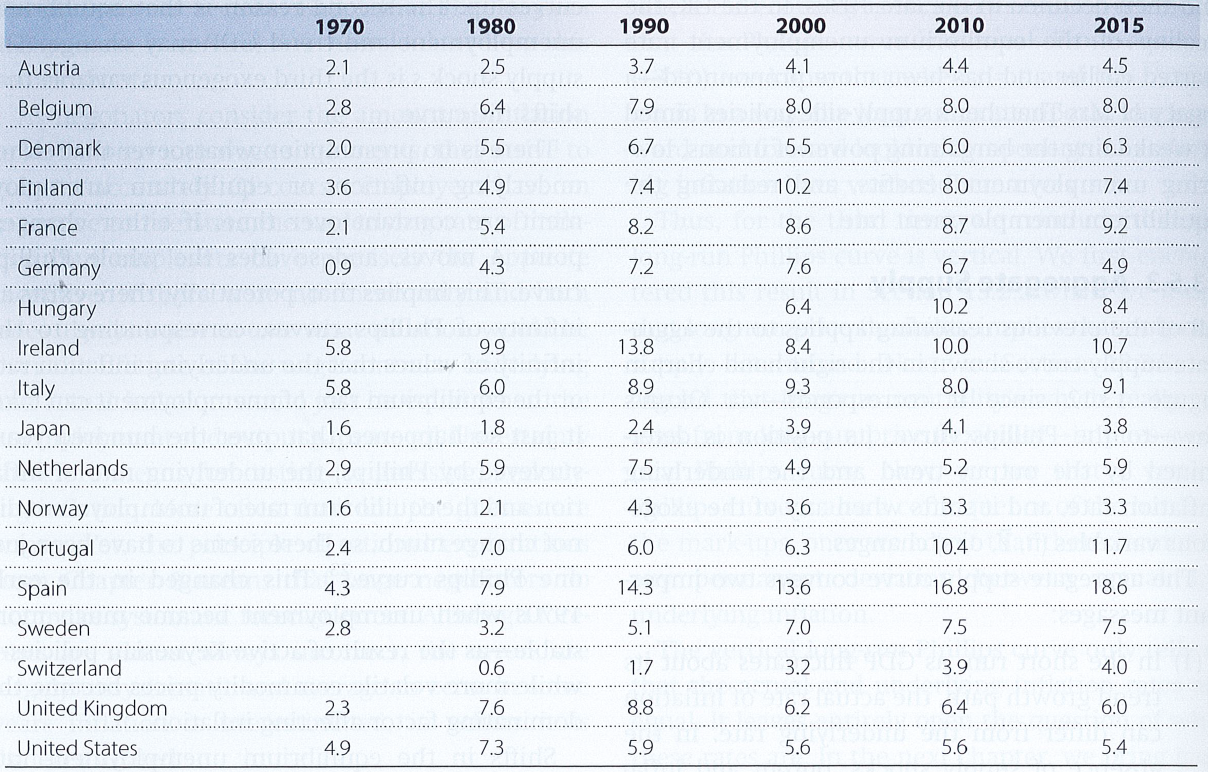 1970 1980 1990 2000 2010 2015
Austria 2.1 2.5 3.7 4.1 4.4 4.5
Belgium 2.8 6.4 7.9 8.0 8.0 8.0
Denmark 2.0 5.5 6.7 5.5 6.0 6.3
Finland 3.6 4.9 7.4 10.2 8.0 7.4
France 2.1 5.4 8.2 8.6 8.7 9.2
Germany 0.9 4.3 7.2 7.6 6.7 4.9
Hungary 6.4 10.2 8.4
Ireland 5.8 9.9 13.8 8.4 10.0 10.7
Italy 5.8 6.0 8.9 9.3 8.0 9.1
Japan 1.6 1.8 2.4 3.9 4.1 3.8
Netherlands 2.9 5.9 7.5 4.9 5.2 5.9
Norway 1.6 2.1 4.3 3.6 3.3 3.3
Portugal 2.4 7.0 6.0 6.3 10.4 11.7
Spain 4.3 7.9 14.3 13.6 16.8 18.6
Sweden 2.8 3.2 5.1 7.0 7.5 7.5
Switzerland 0.6 1.7 3.2 3.9 4.0
United Kingdom 2.3 7.6 8.8 6.2 6.4 6.0
United States 4.9 7.3 5.9 5.6 5.6 5.4